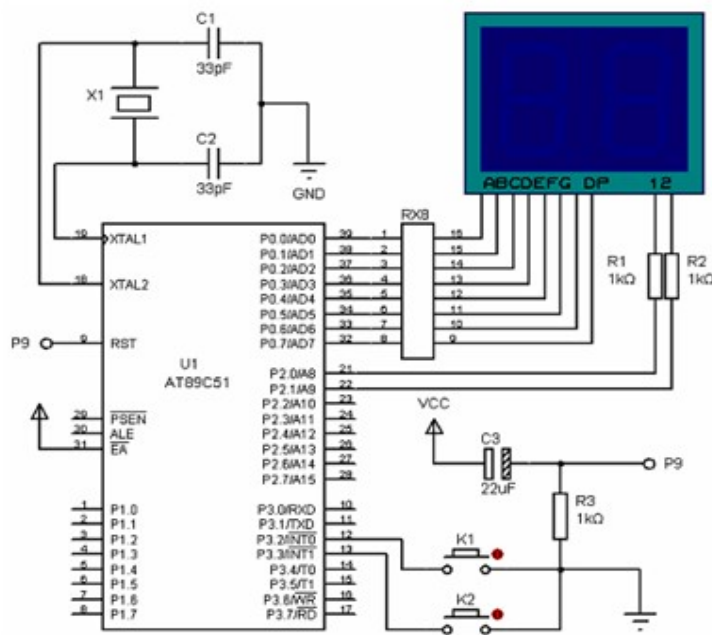 C1
33pF
X1
C2
33pF
GND
ABCDEFG DP 12
RX8
R1
1kΩ
R2
1kΩ
19 XTAL1 P0.0/AD0 39 1 16
P0.1/AD1 38 2 15
P0.2/AD2 37 3 14
18 XTAL2 P0.3/AD3 36 4 13
P0.4/AD4 35 5 12
P0.5/AD5 34 6 11
P0.6/AD6 33 7 10
P9 9 RST P0.7/AD7 32 8 9
U1
AT89C51
P2.0/A8 21
P2.1/A9 22
P2.2/A10 23
29 PSEN P2.3/A11 24
30 ALE P2.4/A12 25
31 EA P2.5/A13 26
P2.6/A14 27
P2.7/A15 28
VCC
C3
22uF
P9
R3
1kΩ
1 P1.0 P3.0/RXD 10
2 P1.1 P3.1/TXD 11
3 P1.2 P3.2/INT0 12
4 P1.3 P3.3/INT1 13
5 P1.4 P3.4/T0 14
6 P1.5 P3.5/T1 15
7 P1.6 P3.6/WR 16
8 P1.7 P3.7/RD 17
K1
K2